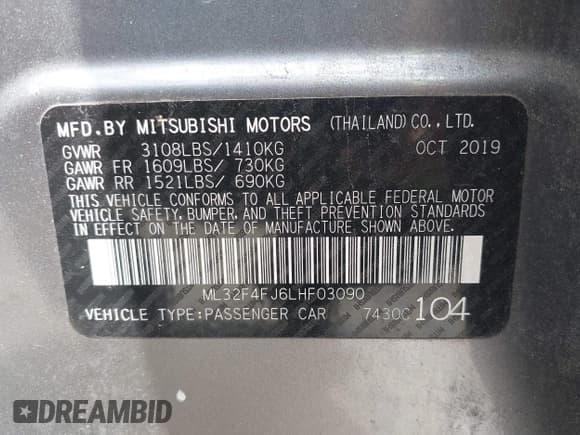 MFD.BY MITSUBISHI MOTORS (THAILAND)CO.,LTD.
GVWR 3108LBS/1410KG OCT 2019
GAWR FR 1609LBS/ 730KG
GAWR RR 1521LBS/ 690KG
THIS VEHICLE CONFORMS TO ALL APPLICABLE FEDERAL MOTOR
VEHICLE SAFETY, BUMPER, AND THEFT PREVENTION STANDARDS
IN EFFECT ON THE DATE OF MANUFACTURE SHOWN ABOVE.
ML32F4FJ6LHF03090
VEHICLE TYPE:PASSENGER CAR 7430C 104
DREAMBID